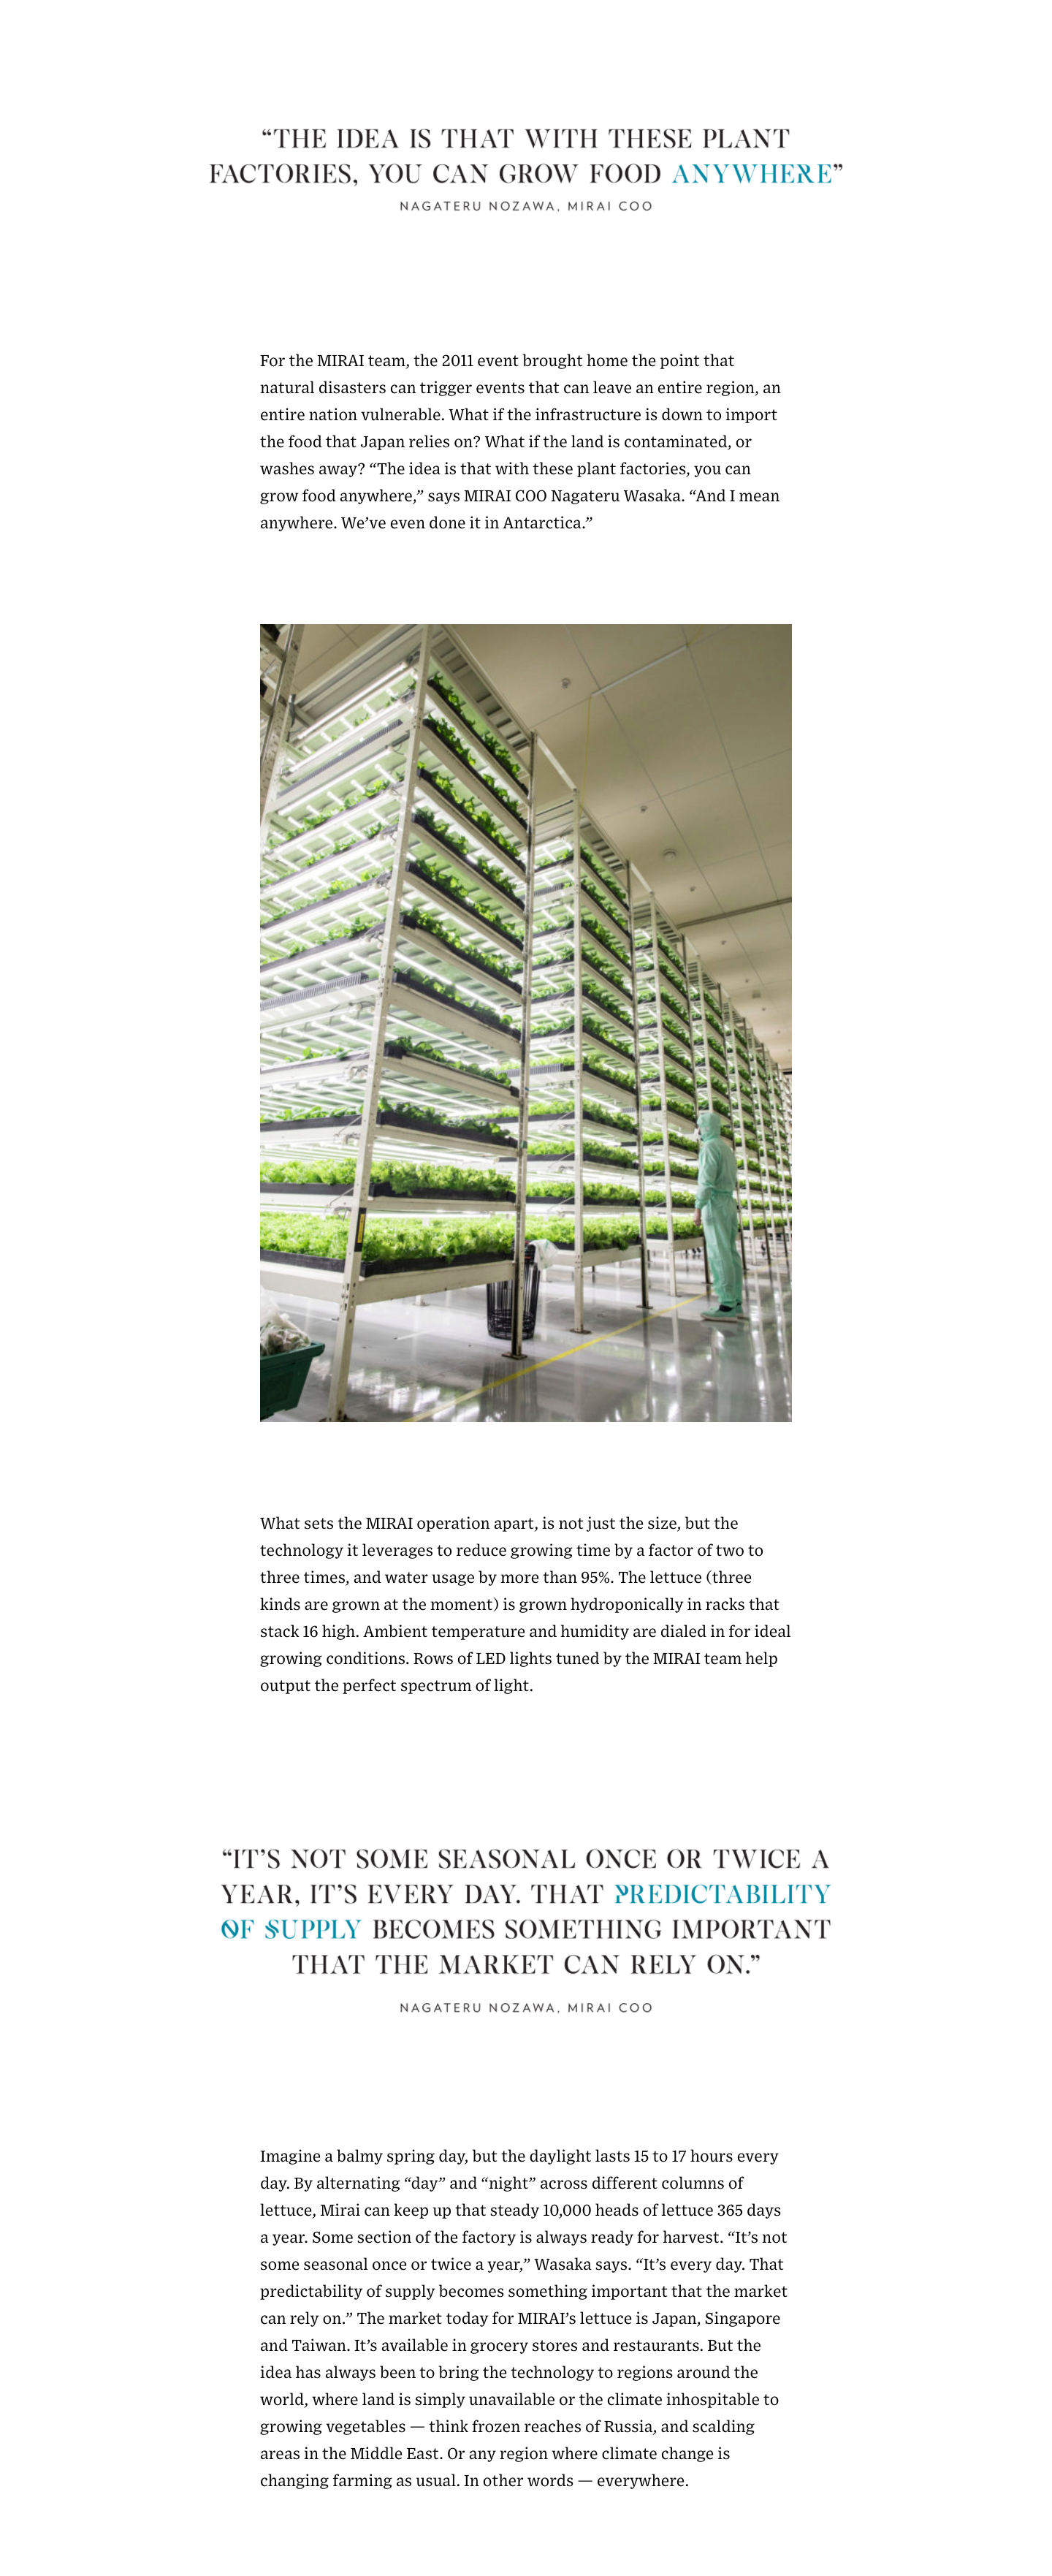 “THE IDEA IS THAT WITH THESE PLANT
FACTORIES, YOU CAN GROW FOOD ANYWHERE”
NAGATERU NOZAWA, MIRAI COO
For the MIRAI team, the 2011 event brought home the point that
natural disasters can trigger events that can leave an entire region, an
entire nation vulnerable. What if the infrastructure is down to import
the food that Japan relies on? What if the land is contaminated, or
washes away? “The idea is that with these plant factories, you can
grow food anywhere,” says MIRAI COO Nagateru Wasaka. “And I mean
anywhere. We’ve even done it in Antarctica.”
What sets the MIRAI operation apart, is not just the size, but the
technology it leverages to reduce growing time by a factor of two to
three times, and water usage by more than 95%. The lettuce (three
kinds are grown at the moment) is grown hydroponically in racks that
stack 16 high. Ambient temperature and humidity are dialed in for ideal
growing conditions. Rows of LED lights tuned by the MIRAI team help
output the perfect spectrum of light.
“IT’S NOT SOME SEASONAL ONCE OR TWICE A
YEAR, IT’S EVERY DAY. THAT PREDICTABILITY
OF SUPPLY BECOMES SOMETHING IMPORTANT
THAT THE MARKET CAN RELY ON.”
NAGATERU NOZAWA, MIRAI COO
Imagine a balmy spring day, but the daylight lasts 15 to 17 hours every
day. By alternating “day” and “night” across different columns of
lettuce, Mirai can keep up that steady 10,000 heads of lettuce 365 days
a year. Some section of the factory is always ready for harvest. “It’s not
some seasonal once or twice a year,” Wasaka says. “It’s every day. That
predictability of supply becomes something important that the market
can rely on.” The market today for MIRAI’s lettuce is Japan, Singapore
and Taiwan. It’s available in grocery stores and restaurants. But the
idea has always been to bring the technology to regions around the
world, where land is simply unavailable or the climate inhospitable to
growing vegetables — think frozen reaches of Russia, and scalding
areas in the Middle East. Or any region where climate change is
changing farming as usual. In other words — everywhere.